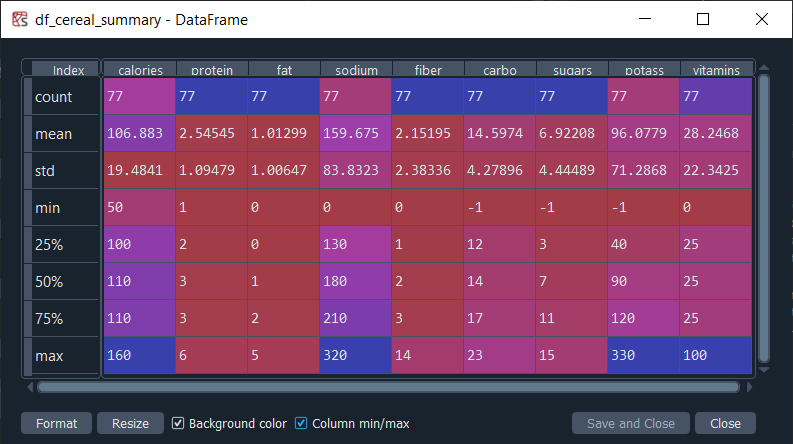 df_cereal_summary - DataFrame
Index calories protein fat sodium fiber carbo sugars potass vitamins
count 77 77 77 77 77 77 77 77 77
mean 106.883 2.54545 1.01299 159.675 2.15195 14.5974 6.92208 96.0779 28.2468
std 19.4841 1.09479 1.00647 83.8323 2.38336 4.27896 4.44489 71.2868 22.3425
min 50 1 0 0 0 -1 -1 -1 0
25% 100 2 0 130 1 12 3 40 25
50% 110 3 1 180 2 14 7 90 25
75% 110 3 2 210 3 17 11 120 25
max 160 6 5 320 14 23 15 330 100
Format Resize Background color Column min/max Save and Close Close